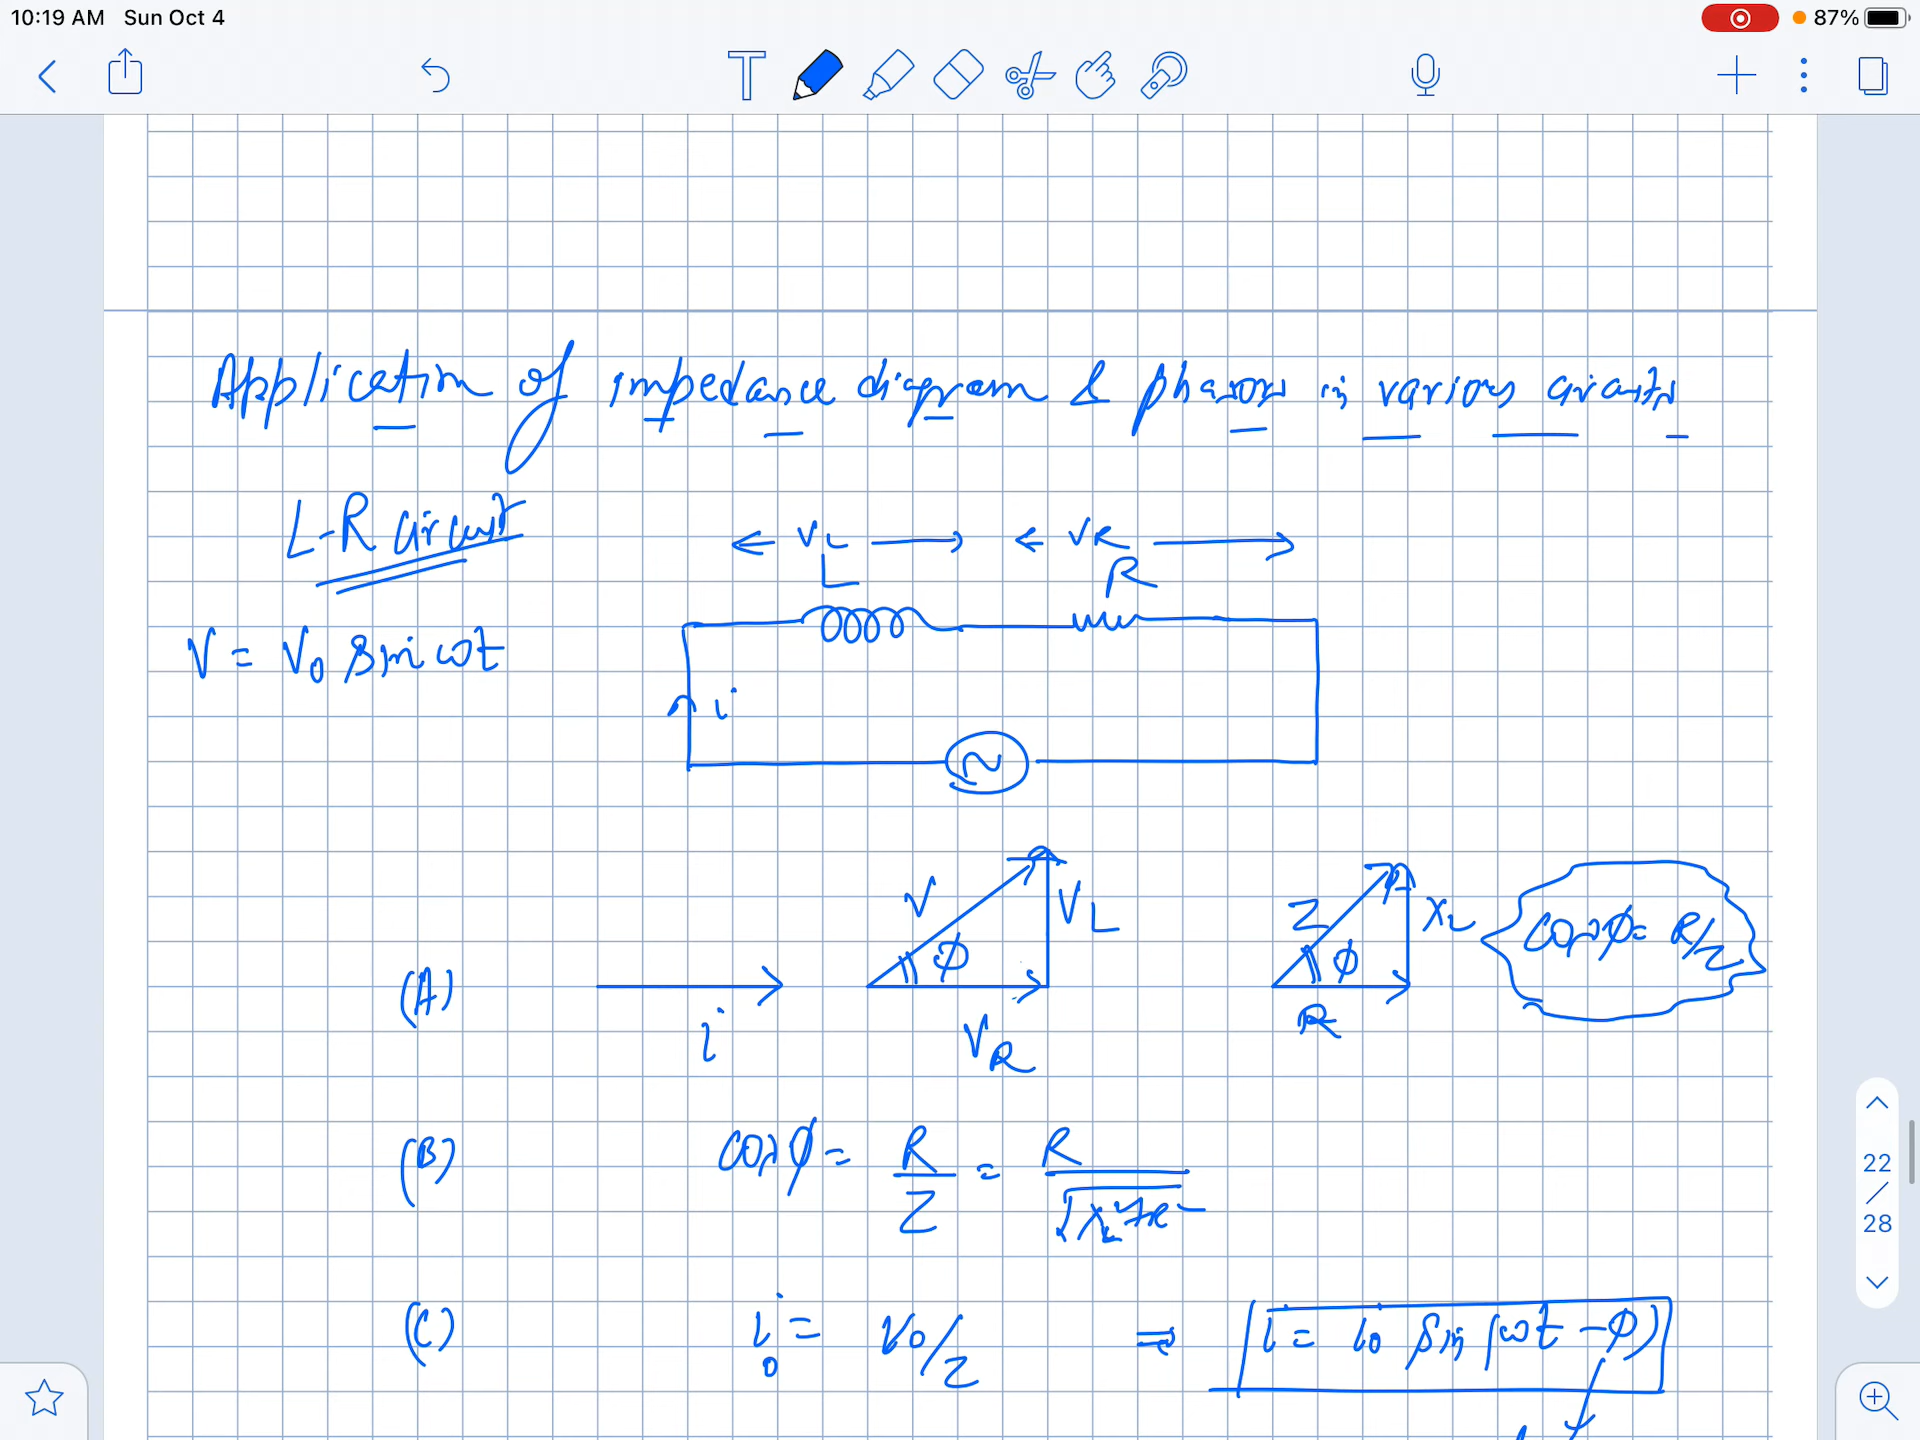 10:19 AM Sun Oct 4
87%
T
Application of impedance diagram & phasors in various circuits
L-R circuit
← VL → ← VR →
L R
V = V₀ sin ωt
i
V VL
ϕ
Z XL
ϕ
cos ϕ = R/Z
(A)
i
VR
R
(B) cos ϕ = R/Z = R/√(XL²+R²)
(C) i₀ = V₀/Z ⇒ i = i₀ sin (ωt - ϕ)
22
/
28